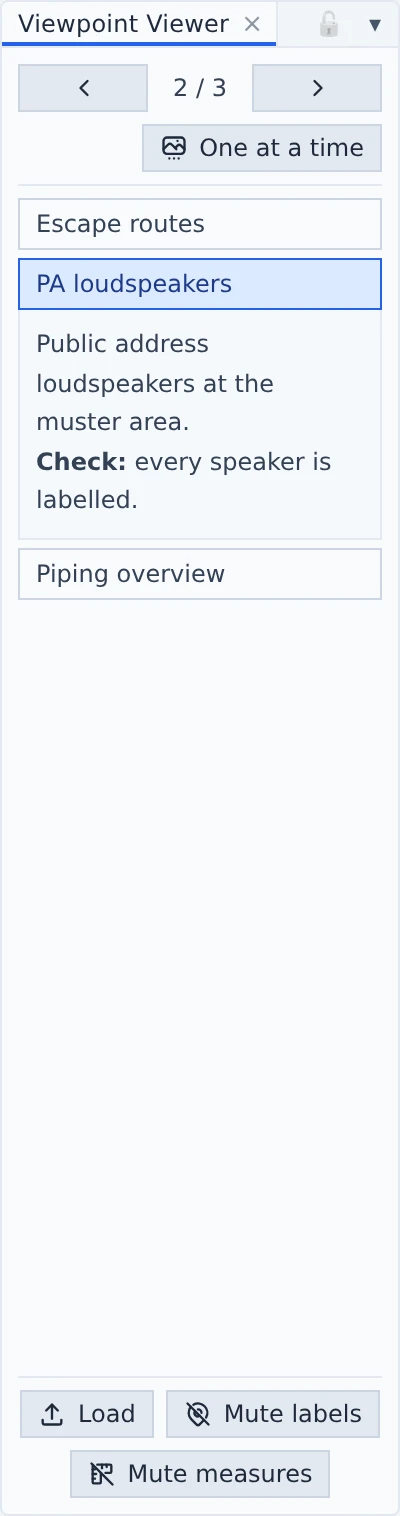 Viewpoint Viewer
2 / 3
One at a time
Escape routes
PA loudspeakers
Public address
loudspeakers at the
muster area.
Check: every speaker is
labelled.
Piping overview
Load
Mute labels
Mute measures